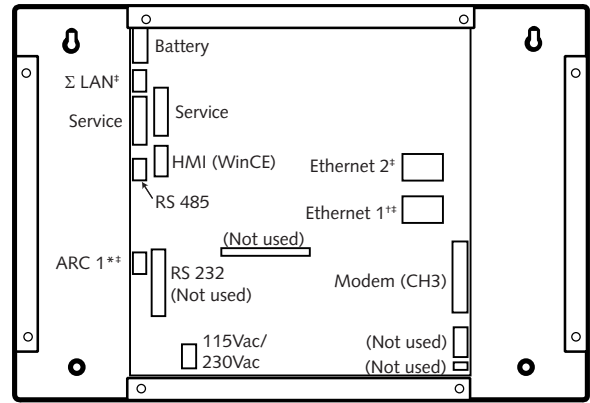 Battery
Σ LAN‡
Service
Service
HMI (WinCE)
Ethernet 2‡
RS 485
Ethernet 1†‡
(Not used)
ARC 1*‡
RS 232
(Not used)
Modem (CH3)
115Vac/
230Vac
(Not used)
(Not used)